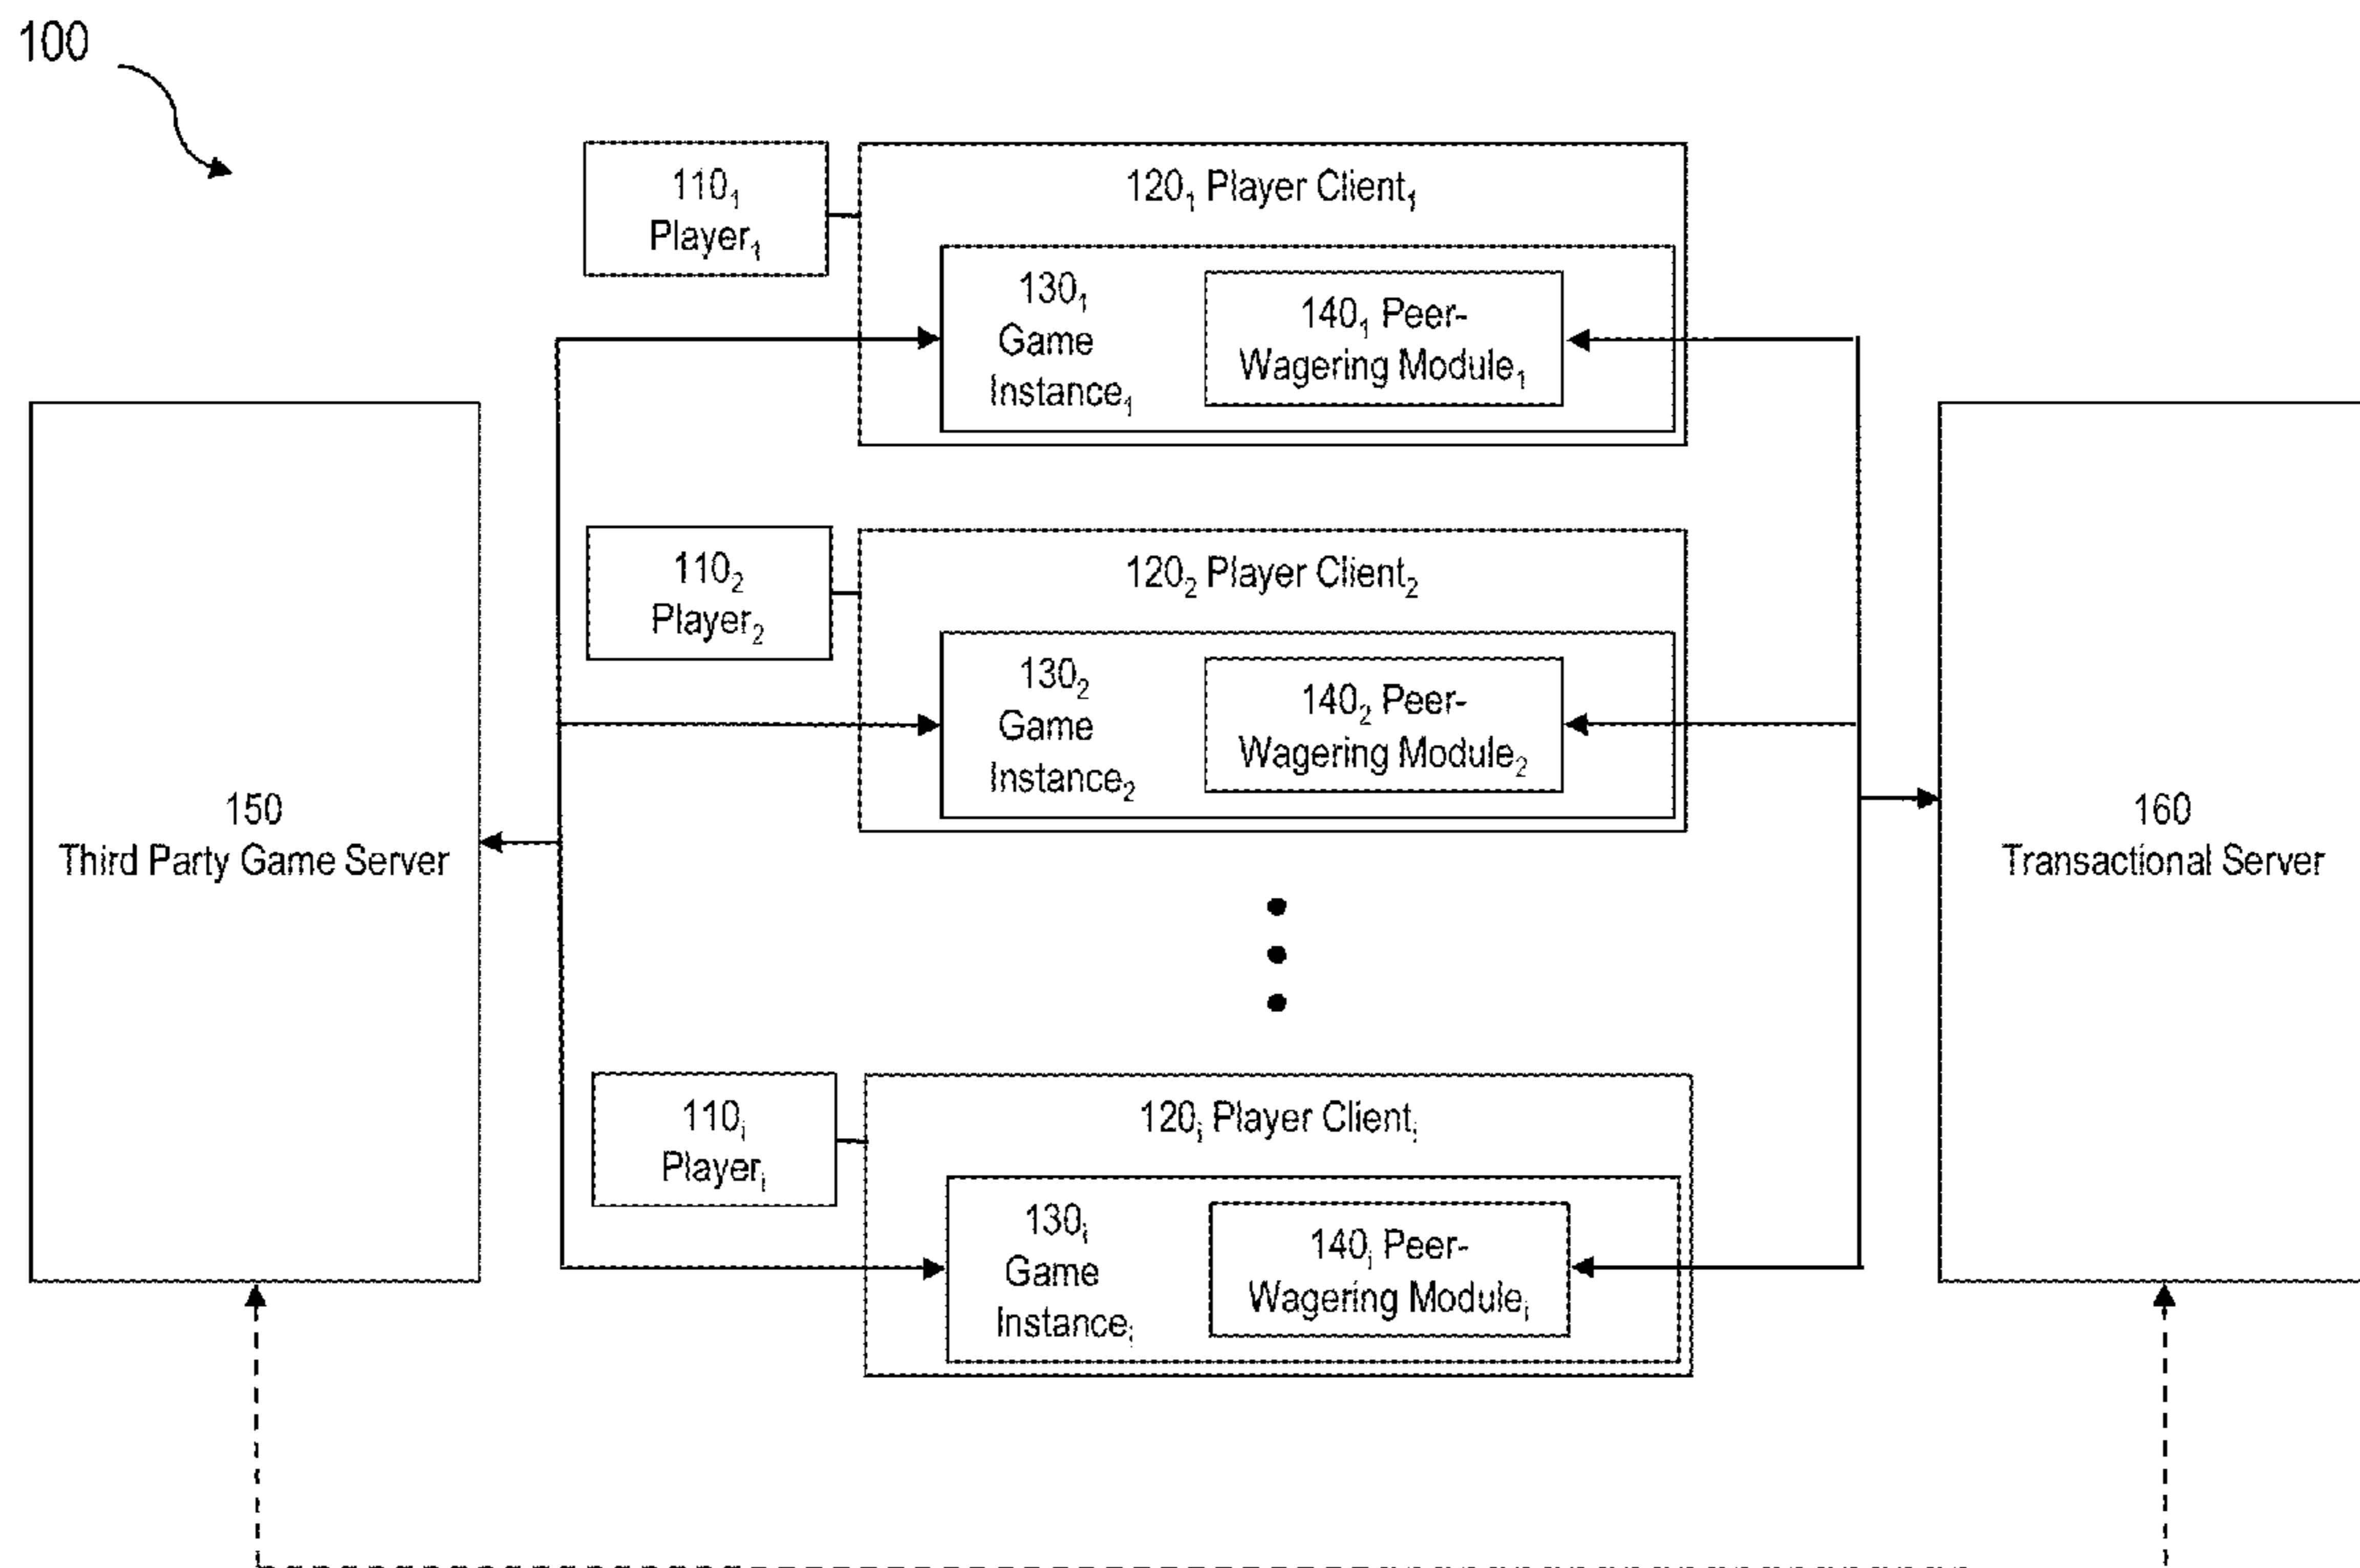 100
110₁
Player₁
120₁ Player Client₁
130₁
Game
Instance₁
140₁ Peer-
Wagering Module₁
110₂
Player₂
120₂ Player Client₂
130₂
Game
Instance₂
140₂ Peer-
Wagering Module₂
150
Third Party Game Server
160
Transactional Server
110ᵢ
Playerᵢ
120ᵢ Player Clientᵢ
130ᵢ
Game
Instanceᵢ
140ᵢ Peer-
Wagering Moduleᵢ